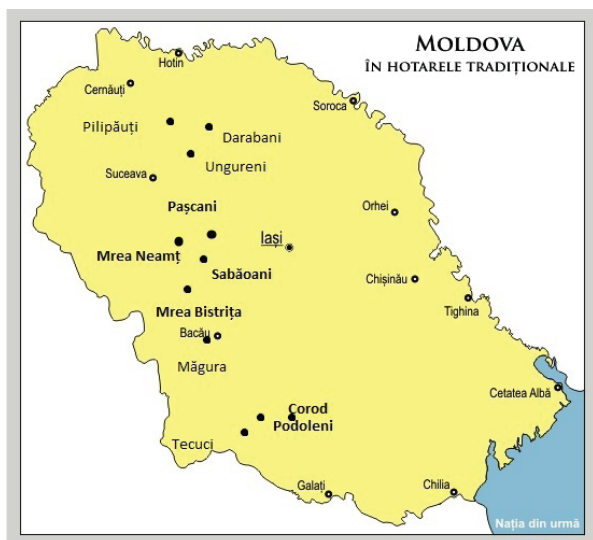 MOLDOVA
ÎN HOTARELE TRADIȚIONALE
Hotin
Cernăuți
Soroca
Pilipăuți
Darabani
Ungureni
Suceava
Pașcani
Orhei
Iași
Mrea Neamț
Sabăoani
Chișinău
Mrea Bistrița
Tighina
Bacău
Măgura
Cetatea Albă
Corod
Podoleni
Tecuci
Galați
Chilia
Nația din urmă